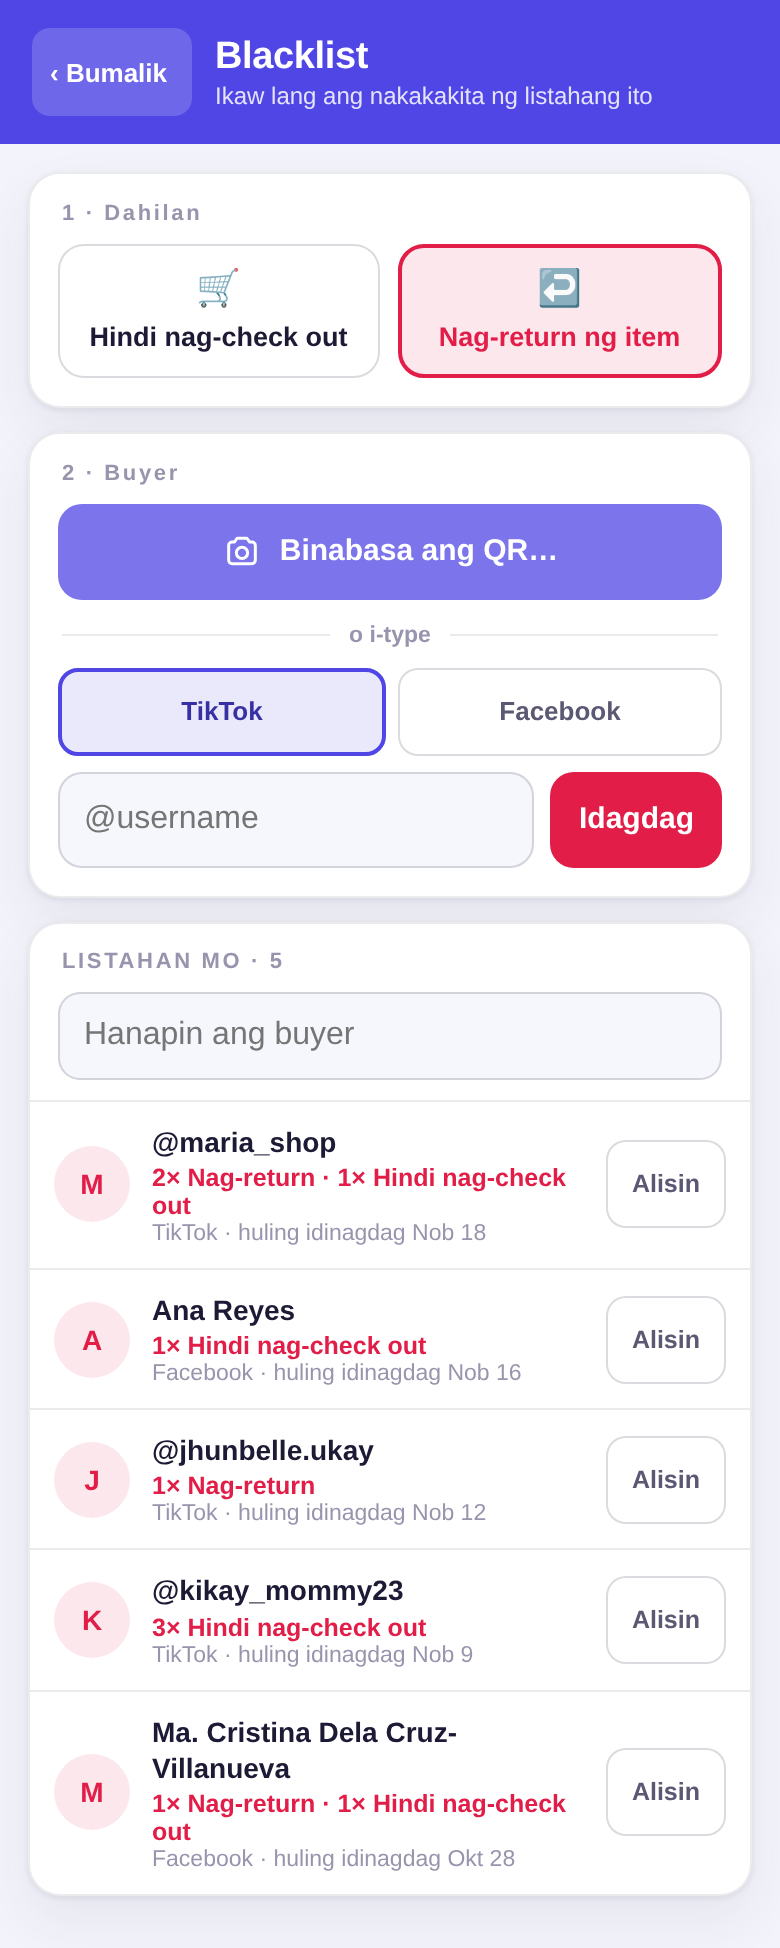 ‹ Bumalik
Blacklist
Ikaw lang ang nakakakita ng listahang ito
1 · Dahilan
Hindi nag-check out
Nag-return ng item
2 · Buyer
Binabasa ang QR…
o i-type
TikTok
Facebook
@username
Idagdag
LISTAHAN MO · 5
Hanapin ang buyer
M
@maria_shop
2× Nag-return · 1× Hindi nag-check
out
TikTok · huling idinagdag Nob 18
Alisin
A
Ana Reyes
1× Hindi nag-check out
Facebook · huling idinagdag Nob 16
Alisin
J
@jhunbelle.ukay
1× Nag-return
TikTok · huling idinagdag Nob 12
Alisin
K
@kikay_mommy23
3× Hindi nag-check out
TikTok · huling idinagdag Nob 9
Alisin
M
Ma. Cristina Dela Cruz-
Villanueva
1× Nag-return · 1× Hindi nag-check
out
Facebook · huling idinagdag Okt 28
Alisin